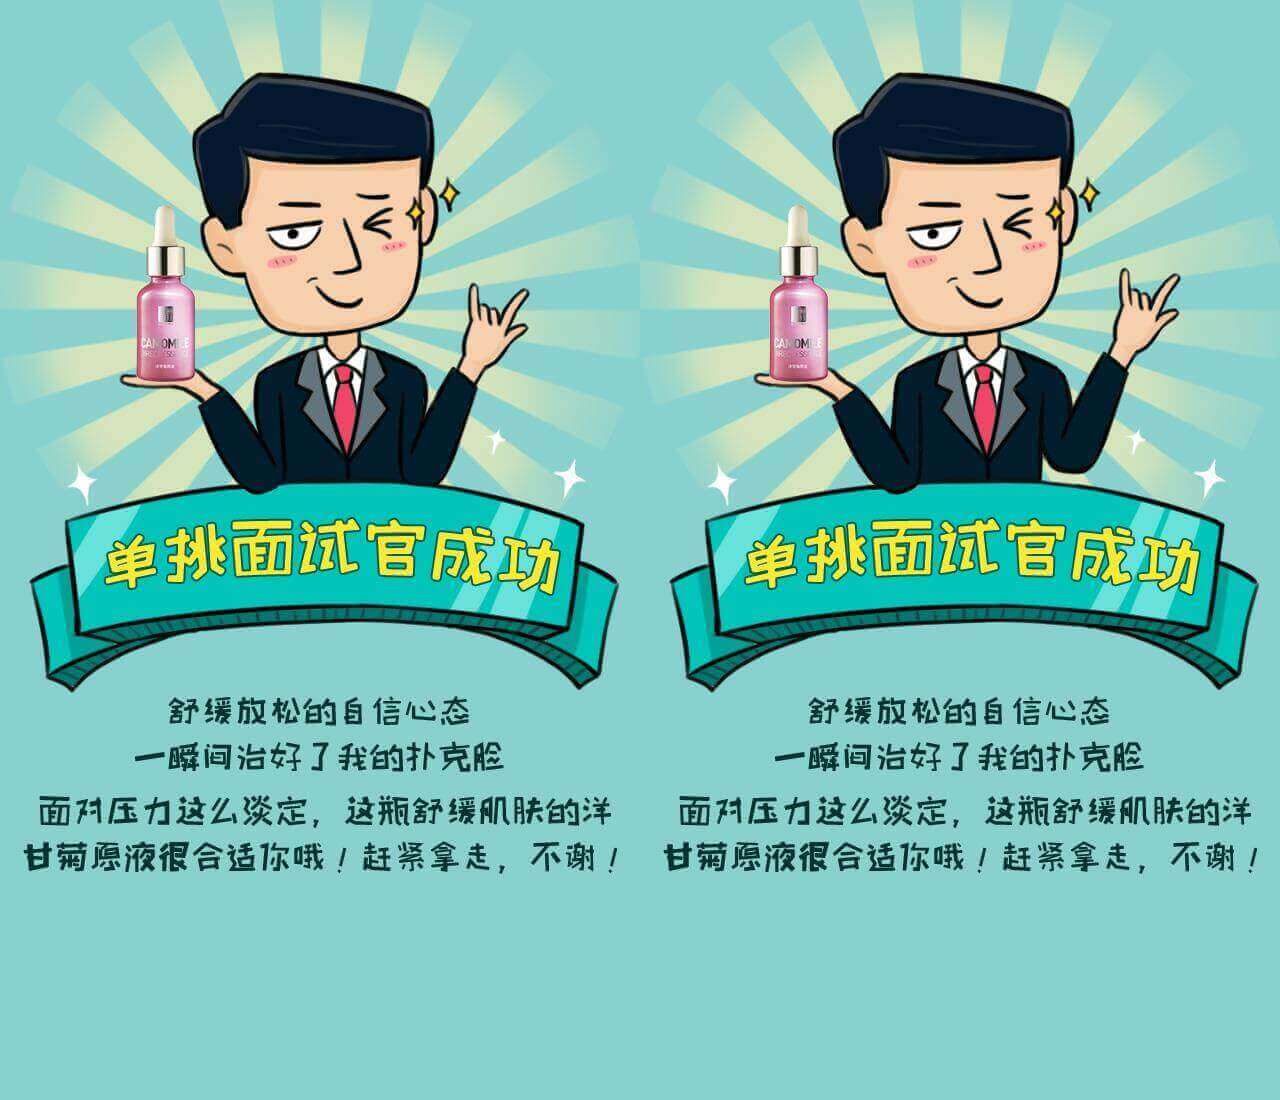 CAMOMILE
单挑面试官成功
舒缓放松的自信心态
一瞬间治好了我的扑克脸
面对压力这么淡定，这瓶舒缓肌肤的洋
甘菊愿液很合适你哦！赶紧拿走，不谢！
CAMOMILE
单挑面试官成功
舒缓放松的自信心态
一瞬间治好了我的扑克脸
面对压力这么淡定，这瓶舒缓肌肤的洋
甘菊愿液很合适你哦！赶紧拿走，不谢！